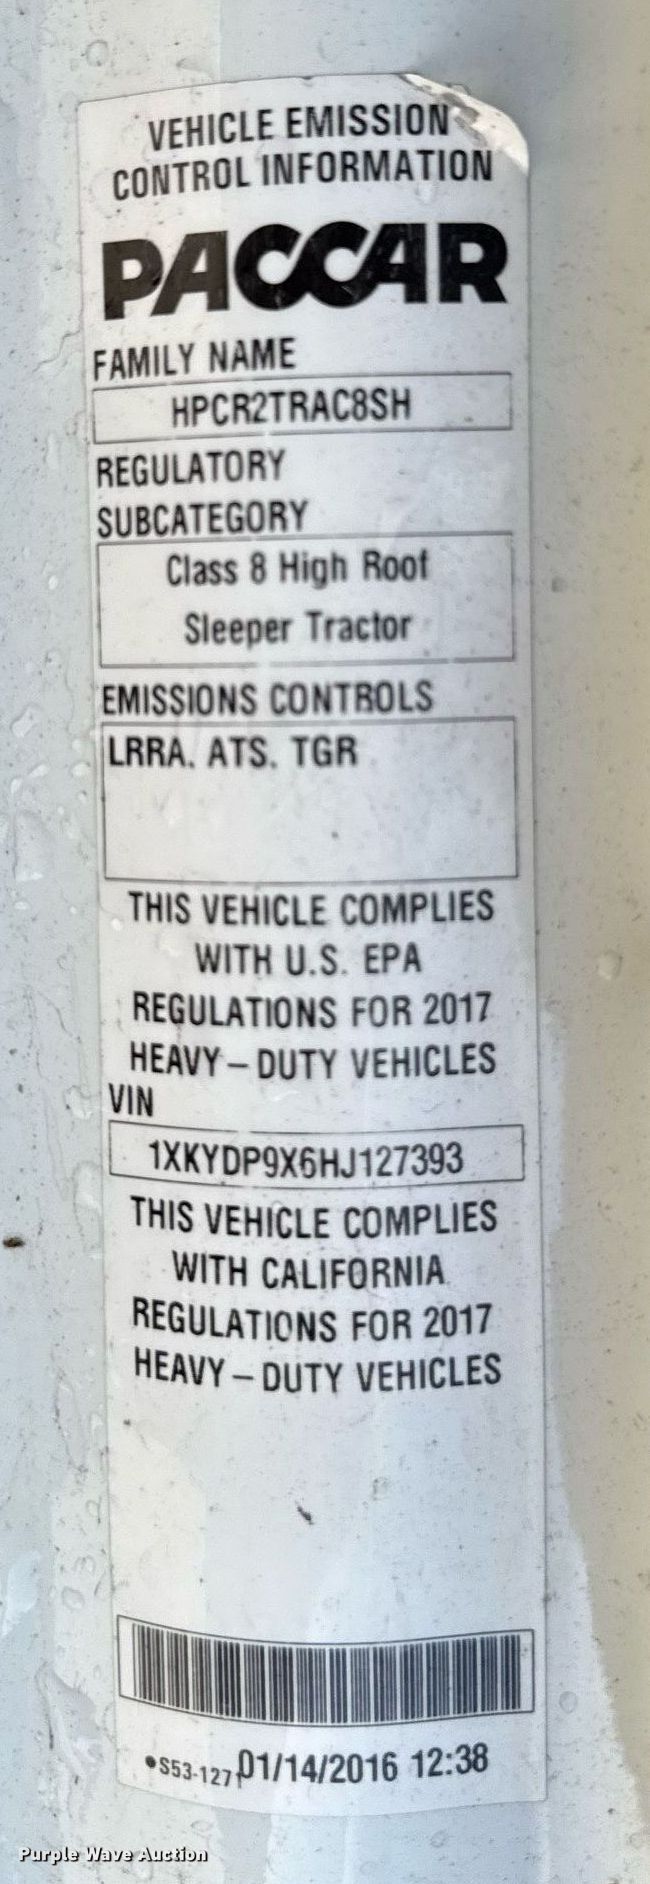 VEHICLE EMISSION
CONTROL INFORMATION
PACCAR
FAMILY NAME
HPCR2TRAC8SH
REGULATORY
SUBCATEGORY
Class 8 High Roof
Sleeper Tractor
EMISSIONS CONTROLS
LRRA, ATS, TGR
THIS VEHICLE COMPLIES
WITH U.S. EPA
REGULATIONS FOR 2017
HEAVY–DUTY VEHICLES
VIN
1XKYDP9X6HJ127393
THIS VEHICLE COMPLIES
WITH CALIFORNIA
REGULATIONS FOR 2017
HEAVY–DUTY VEHICLES
01/14/2016 12:38
Purple Wave Auction